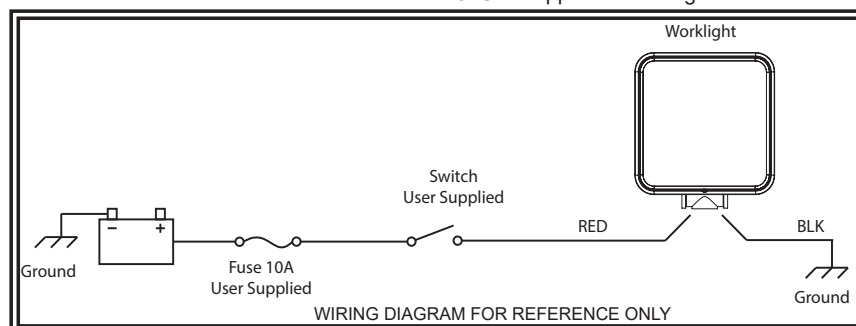 Worklight
Switch
User Supplied
RED
BLK
- +
Ground
Fuse 10A
User Supplied
Ground
WIRING DIAGRAM FOR REFERENCE ONLY